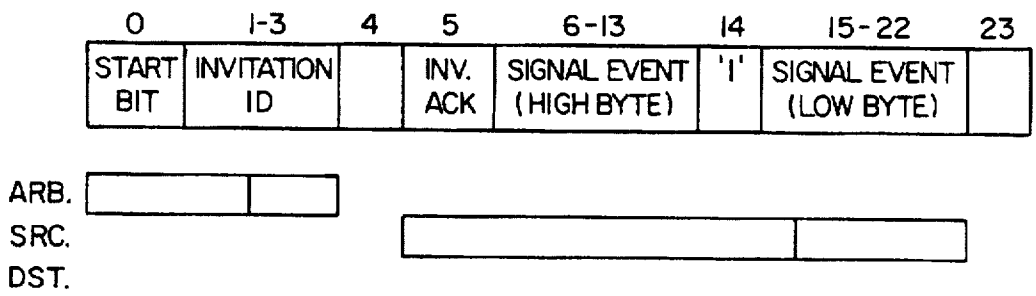 0 1-3 4 5 6-13 14 15-22 23
START INVITATION INV. SIGNAL EVENT '1' SIGNAL EVENT
BIT ID ACK (HIGH BYTE) (LOW BYTE)
ARB.
SRC.
DST.